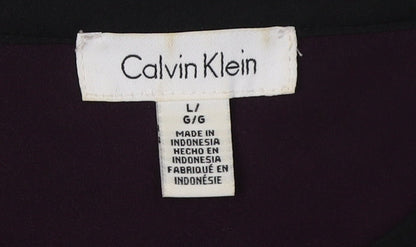 Calvin Klein
L/
G/G
MADE IN
INDONESIA
HECHO EN
INDONESIA
FABRIQUÉ EN
INDONÉSIE